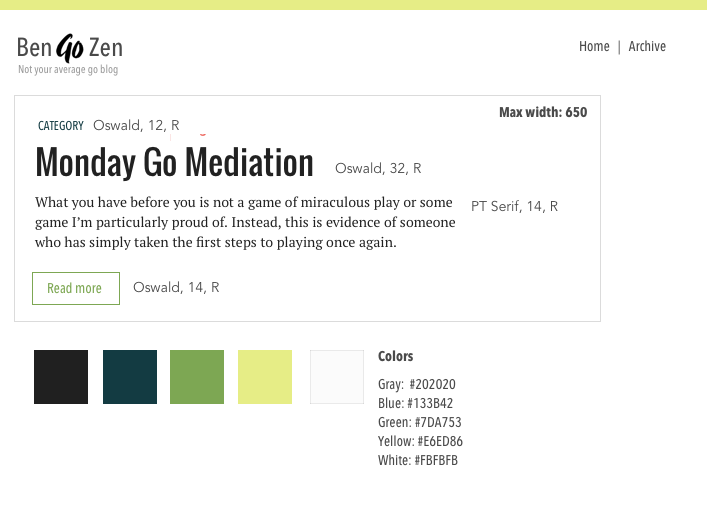 Ben Go Zen
Not your average go blog
Home | Archive
Max width: 650
CATEGORY Oswald, 12, R
Monday Go Mediation Oswald, 32, R
What you have before you is not a game of miraculous play or some
game I’m particularly proud of. Instead, this is evidence of someone
who has simply taken the first steps to playing once again.
PT Serif, 14, R
Read more Oswald, 14, R
Colors
Gray: #202020
Blue: #133B42
Green: #7DA753
Yellow: #E6ED86
White: #FBFBFB